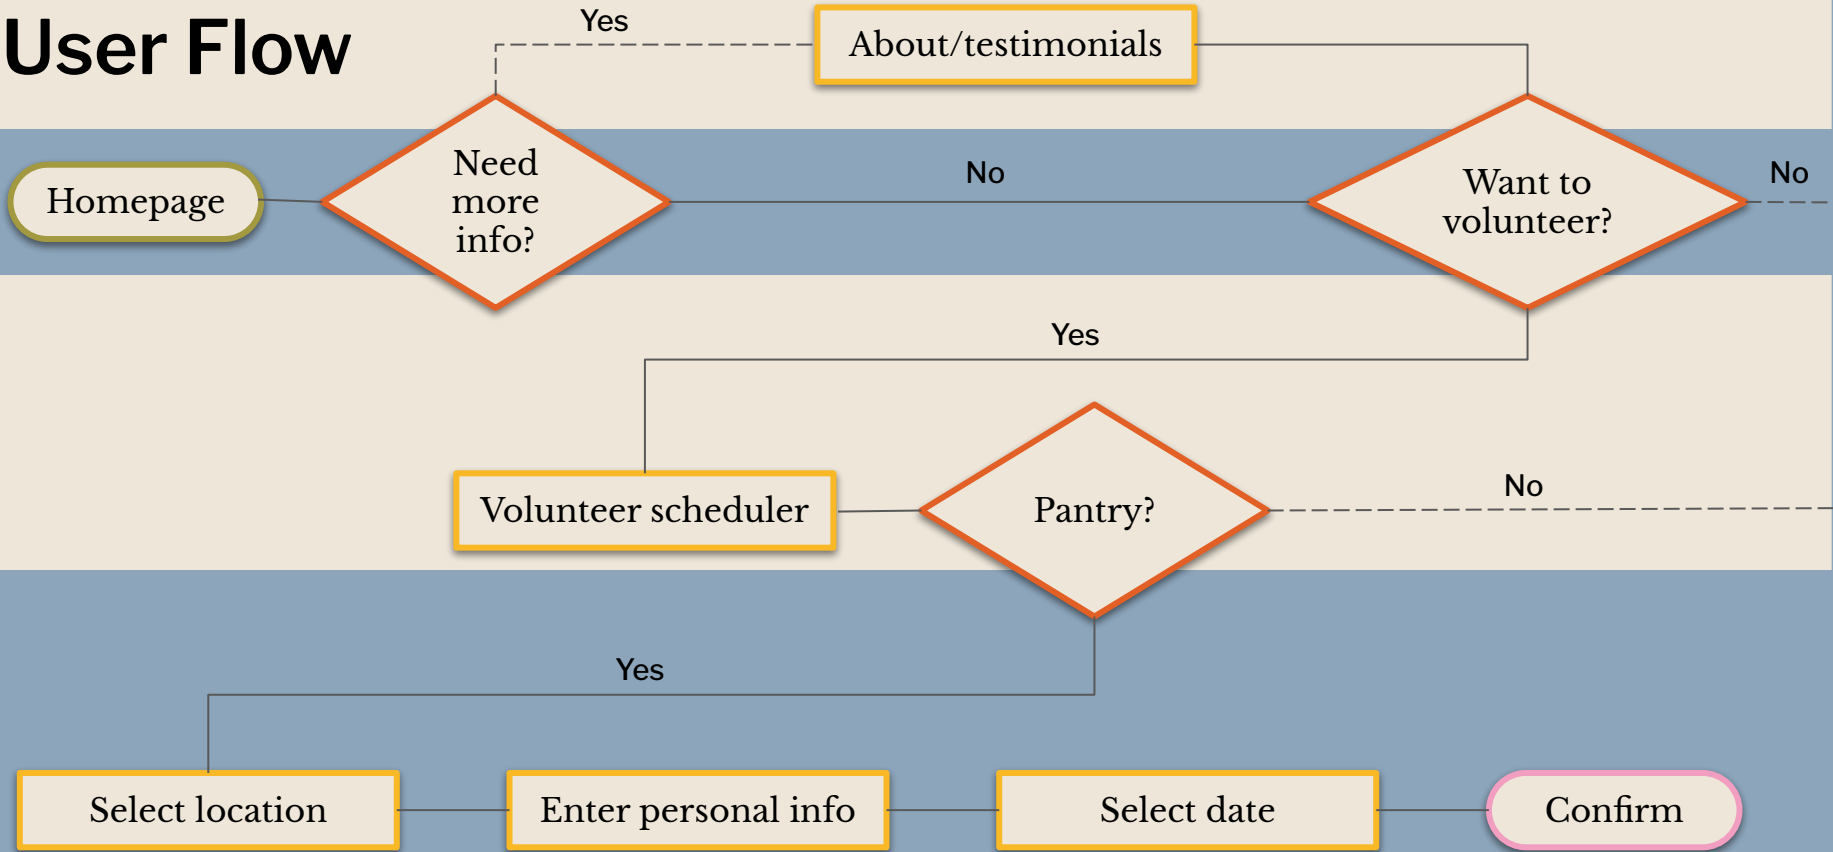 User Flow
Yes
About/testimonials
Homepage
Need
more
info?
No
Want to
volunteer?
No
Yes
Volunteer scheduler
Pantry?
No
Yes
Select location
Enter personal info
Select date
Confirm